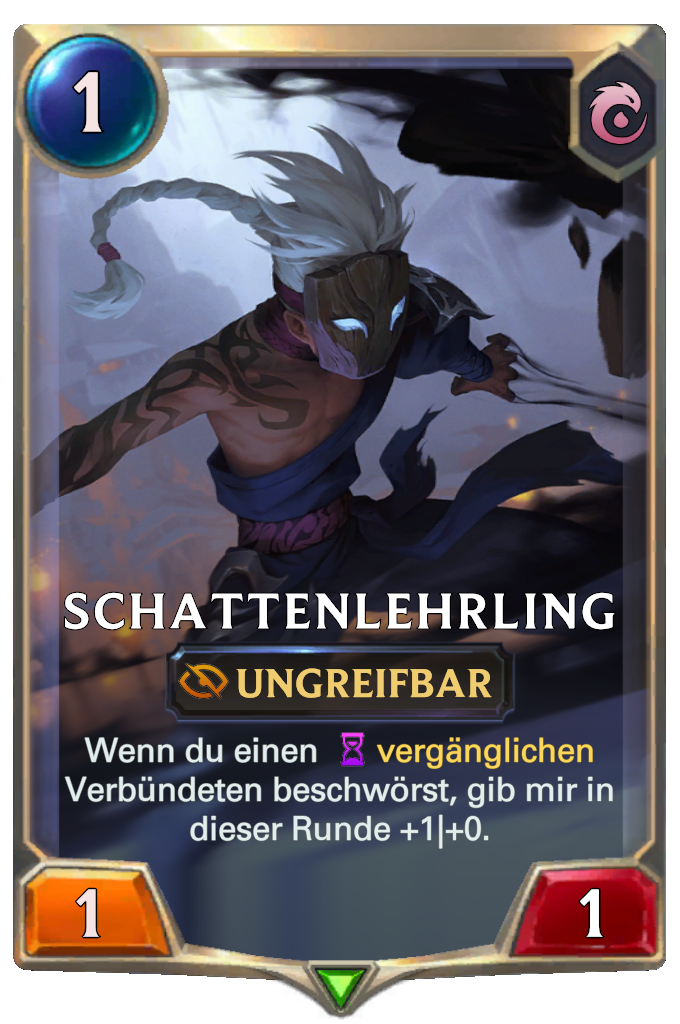 1
SCHATTENLEHRLING
UNGREIFBAR
Wenn du einen vergänglichen
Verbündeten beschwörst, gib mir in
dieser Runde +1|+0.
1
1